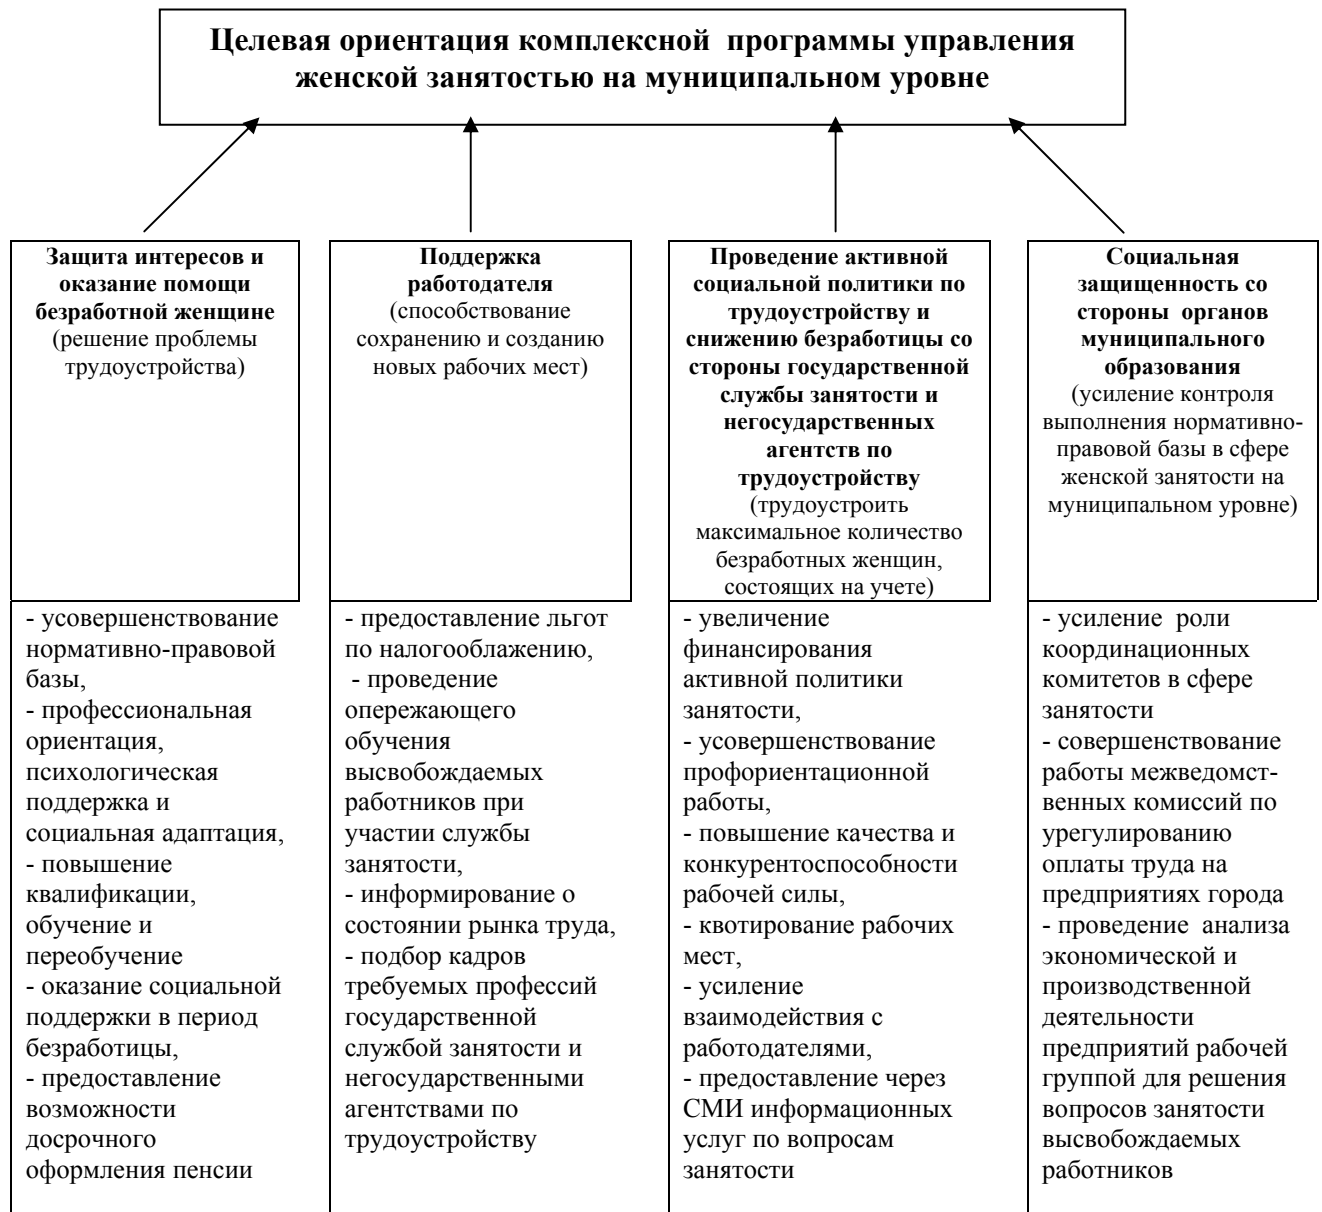 Целевая ориентация комплексной  программы управления
женской занятостью на муниципальном уровне
Защита интересов и
оказание помощи
безработной женщине
(решение проблемы
трудоустройства)
Поддержка
работодателя
(способствование
сохранению и созданию
новых рабочих мест)
Проведение активной
социальной политики по
трудоустройству и
снижению безработицы со
стороны государственной
службы занятости и
негосударственных
агентств по
трудоустройству
(трудоустроить
максимальное количество
безработных женщин,
состоящих на учете)
Социальная
защищенность со
стороны  органов
муниципального
образования
(усиление контроля
выполнения нормативно-
правовой базы в сфере
женской занятости на
муниципальном уровне)
- усовершенствование
нормативно-правовой
базы,
- профессиональная
ориентация,
психологическая
поддержка и
социальная адаптация,
- повышение
квалификации,
обучение и
переобучение
- оказание социальной
поддержки в период
безработицы,
- предоставление
возможности
досрочного
оформления пенсии
- предоставление льгот
по налогооблажению,
- проведение
опережающего
обучения
высвобождаемых
работников при
участии службы
занятости,
- информирование о
состоянии рынка труда,
- подбор кадров
требуемых профессий
государственной
службой занятости и
негосударственными
агентствами по
трудоустройству
- увеличение
финансирования
активной политики
занятости,
- усовершенствование
профориентационной
работы,
- повышение качества и
конкурентоспособности
рабочей силы,
- квотирование рабочих
мест,
- усиление
взаимодействия с
работодателями,
- предоставление через
СМИ информационных
услуг по вопросам
занятости
- усиление  роли
координационных
комитетов в сфере
занятости
- совершенствование
работы межведомст-
венных комиссий по
урегулированию
оплаты труда на
предприятиях города
- проведение  анализа
экономической и
производственной
деятельности
предприятий рабочей
группой для решения
вопросов занятости
высвобождаемых
работников